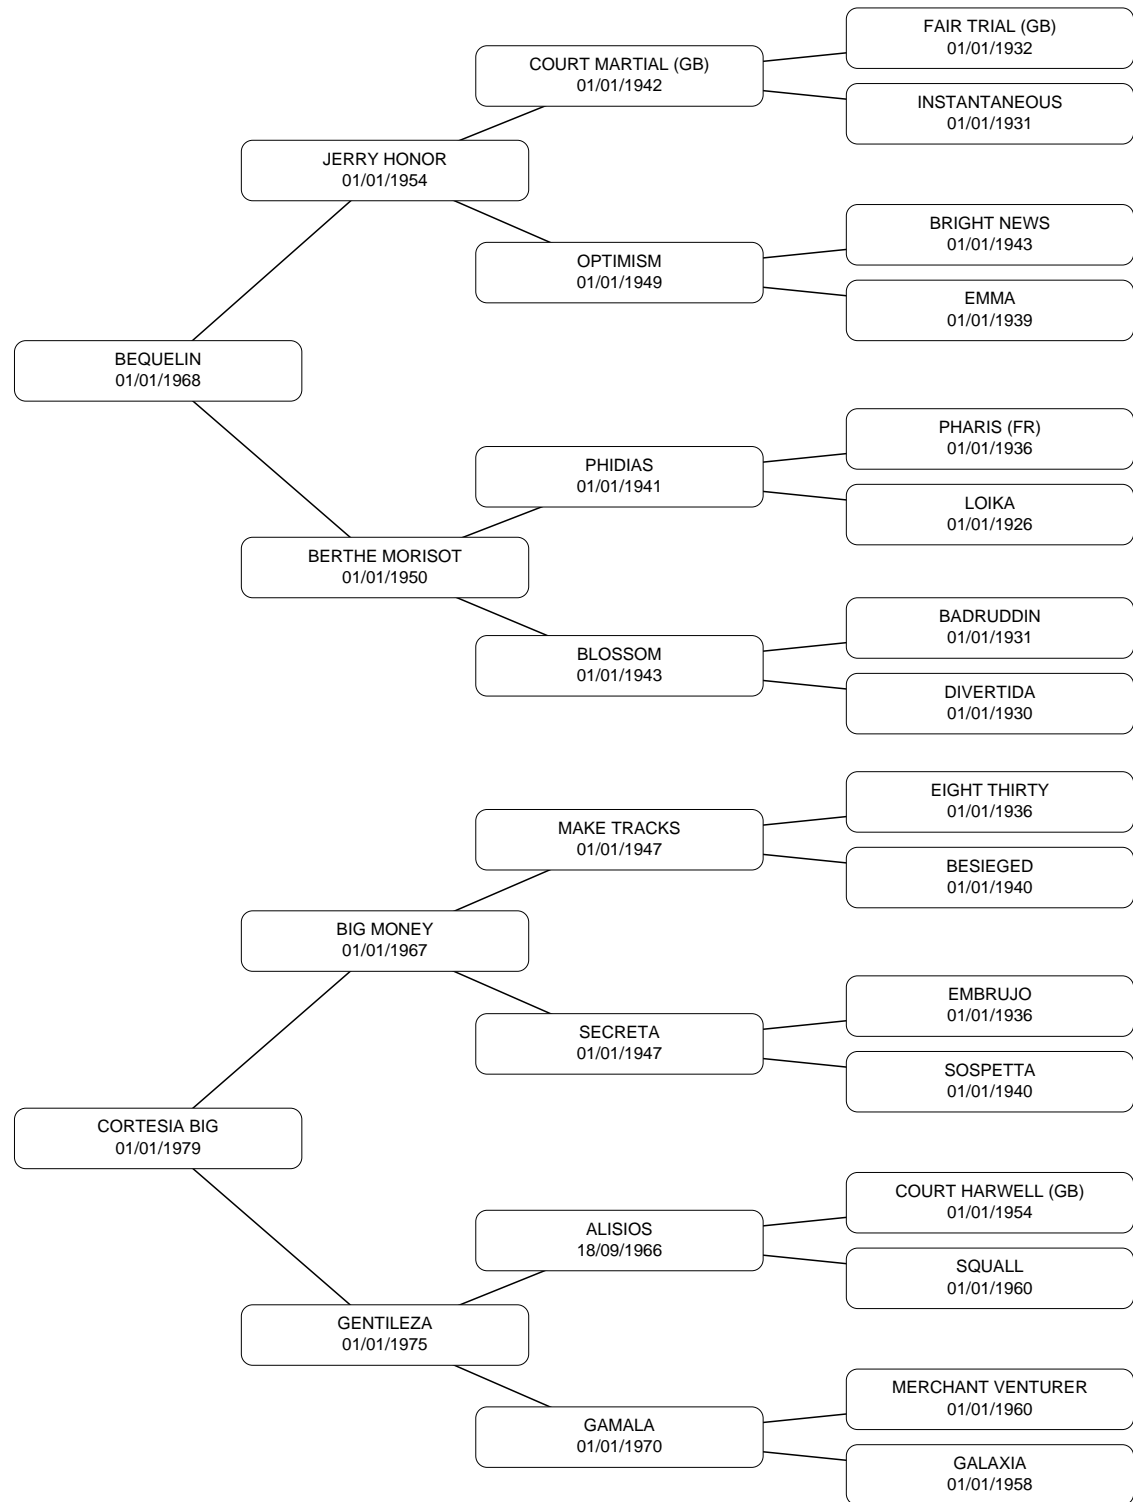 FAIR TRIAL (GB)
01/01/1932
COURT MARTIAL (GB)
01/01/1942
INSTANTANEOUS
01/01/1931
JERRY HONOR
01/01/1954
BRIGHT NEWS
01/01/1943
OPTIMISM
01/01/1949
EMMA
01/01/1939
BEQUELIN
01/01/1968
PHARIS (FR)
01/01/1936
PHIDIAS
01/01/1941
LOIKA
01/01/1926
BERTHE MORISOT
01/01/1950
BADRUDDIN
01/01/1931
BLOSSOM
01/01/1943
DIVERTIDA
01/01/1930
EIGHT THIRTY
01/01/1936
MAKE TRACKS
01/01/1947
BESIEGED
01/01/1940
BIG MONEY
01/01/1967
EMBRUJO
01/01/1936
SECRETA
01/01/1947
SOSPETTA
01/01/1940
CORTESIA BIG
01/01/1979
COURT HARWELL (GB)
01/01/1954
ALISIOS
18/09/1966
SQUALL
01/01/1960
GENTILEZA
01/01/1975
MERCHANT VENTURER
01/01/1960
GAMALA
01/01/1970
GALAXIA
01/01/1958